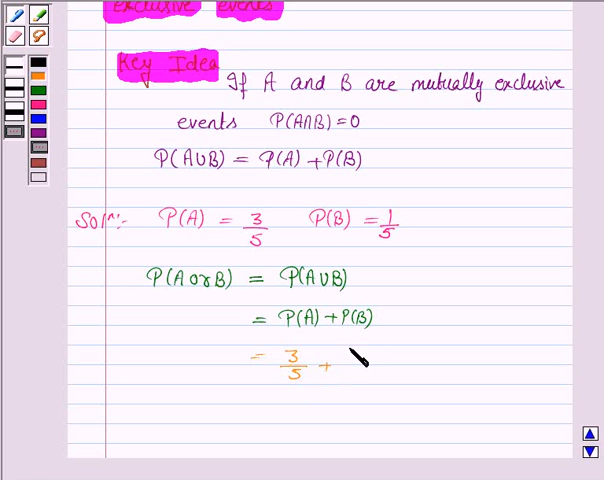 exclusive events
Key Idea
If A and B are mutually exclusive
events P(A∩B)=0
P(A∪B) = P(A)+P(B)
Solⁿ:- P(A) = 3/5 P(B) = 1/5
P(A or B) = P(A∪B)
= P(A)+P(B)
= 3/5 +